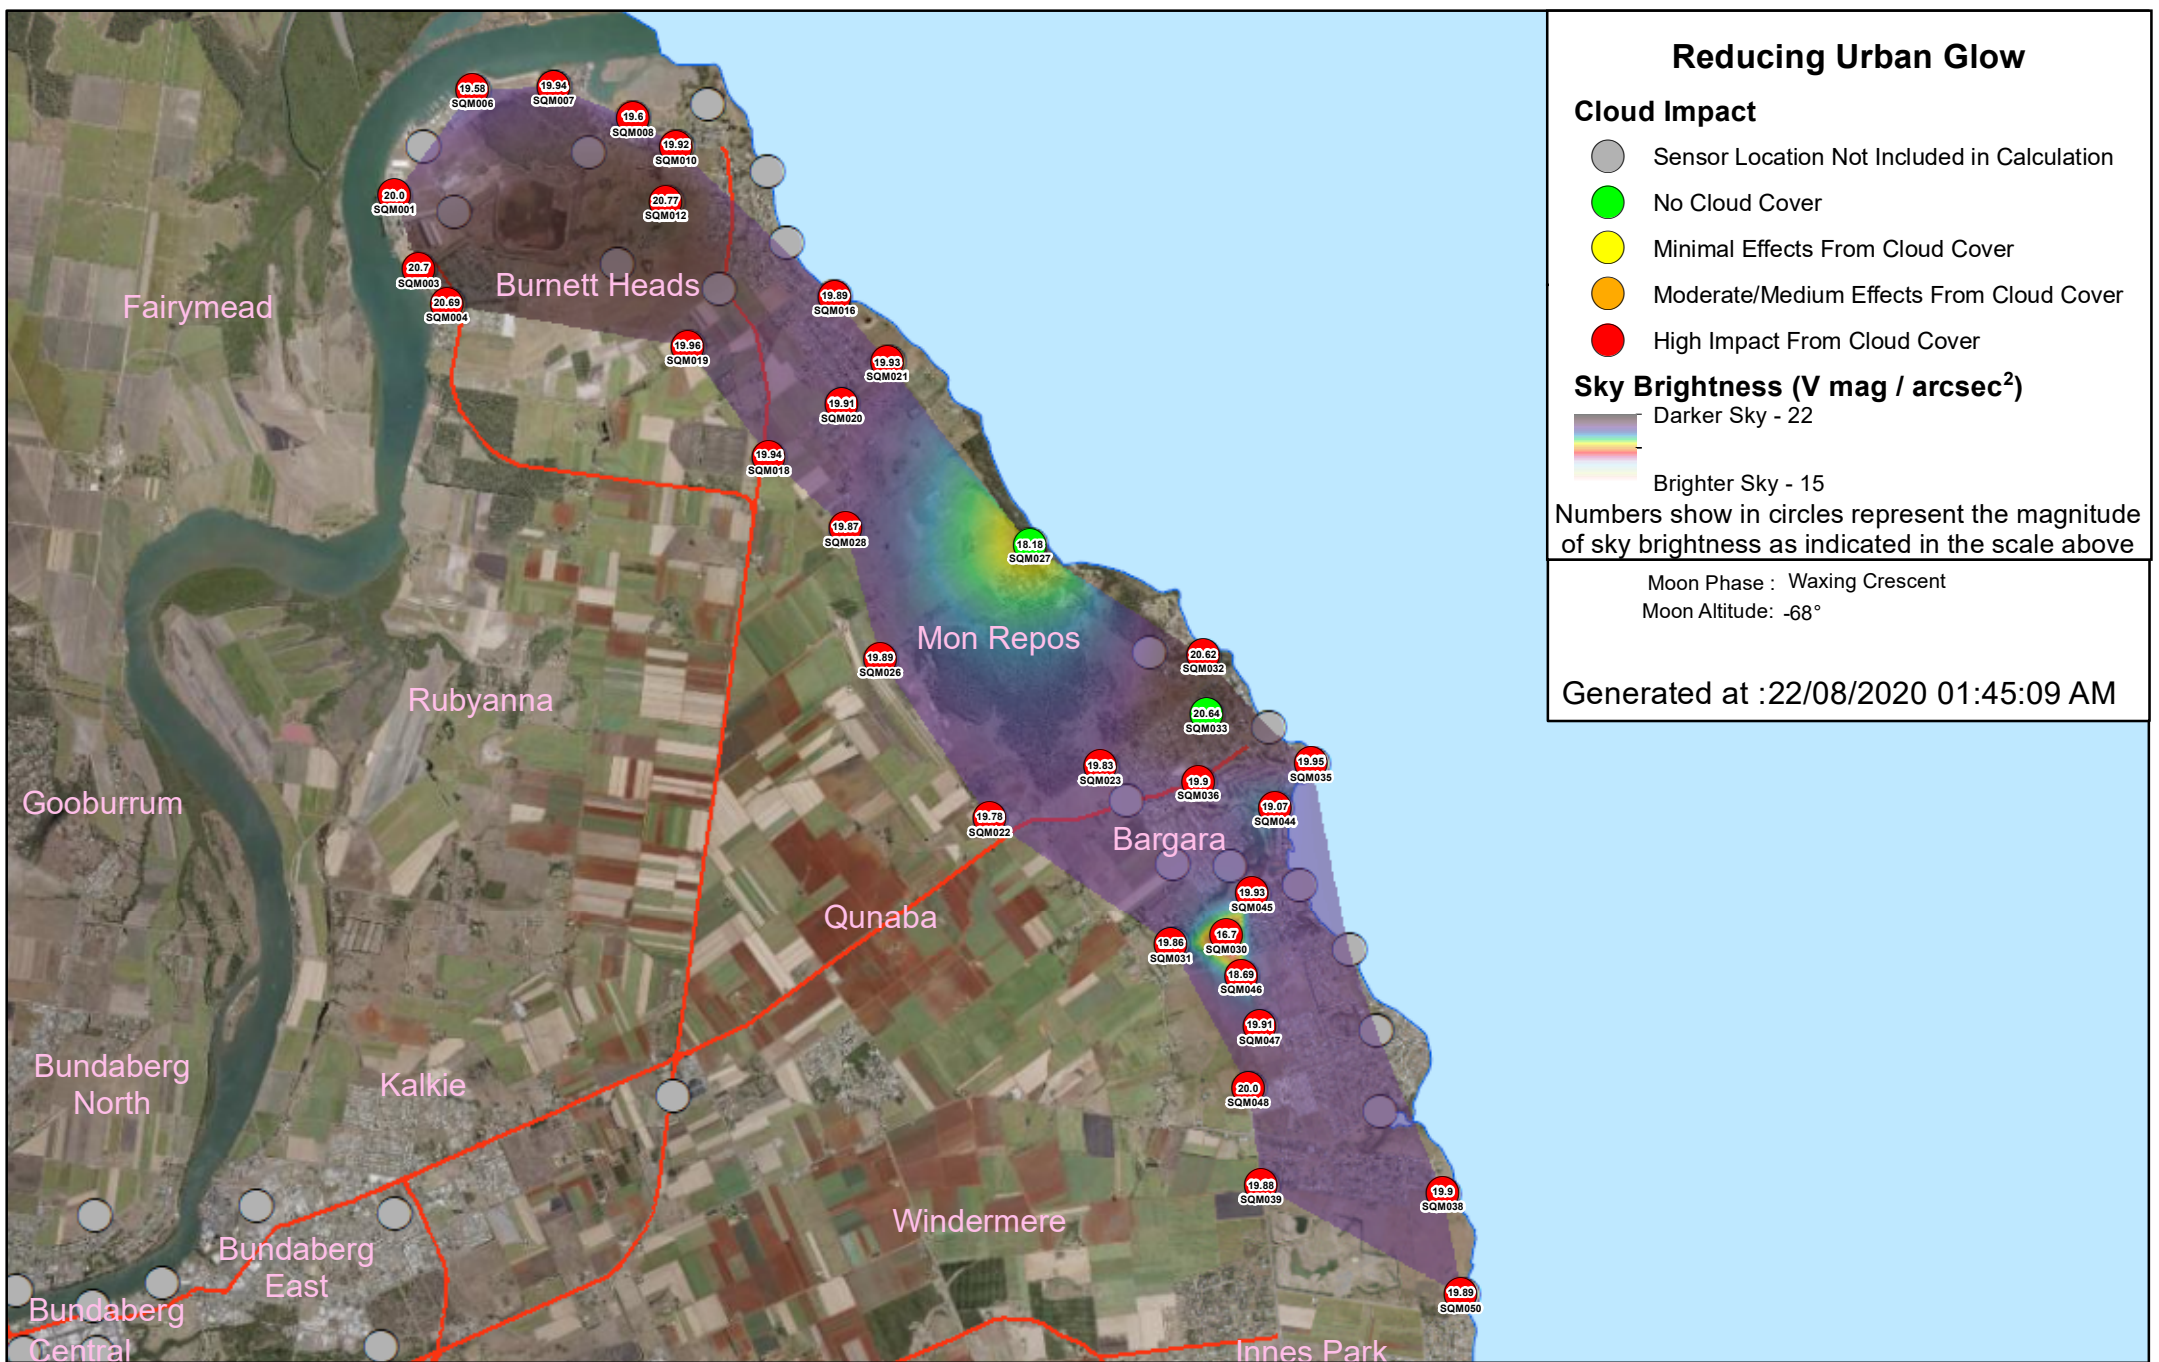 Reducing Urban Glow
Cloud Impact
Sensor Location Not Included in Calculation
No Cloud Cover
Minimal Effects From Cloud Cover
Moderate/Medium Effects From Cloud Cover
High Impact From Cloud Cover
Sky Brightness (V mag / arcsec²)
Darker Sky - 22
Brighter Sky - 15
Numbers show in circles represent the magnitude
of sky brightness as indicated in the scale above
Moon Phase : Waxing Crescent
Moon Altitude: -68°
Generated at :22/08/2020 01:45:09 AM
19.58
SQM006
19.94
SQM007
19.6
SQM008
19.92
SQM010
20.0
SQM001
20.77
SQM012
20.7
SQM003
20.69
SQM004
Burnett Heads
Fairymead
19.89
SQM016
19.96
SQM019
19.93
SQM021
19.91
SQM020
19.94
SQM018
19.87
SQM028
18.18
SQM027
Mon Repos
19.89
SQM026
20.62
SQM032
Rubyanna
20.64
SQM033
19.83
SQM023
19.9
SQM036
19.95
SQM035
Gooburrum
19.78
SQM022
19.07
SQM044
Bargara
19.93
SQM045
Qunaba
19.86
SQM031
16.7
SQM030
18.69
SQM046
19.91
SQM047
Bundaberg
North
Kalkie
20.0
SQM048
19.88
SQM039
19.9
SQM038
Windermere
Bundaberg
East
19.89
SQM050
Bundaberg
Central
Innes Park